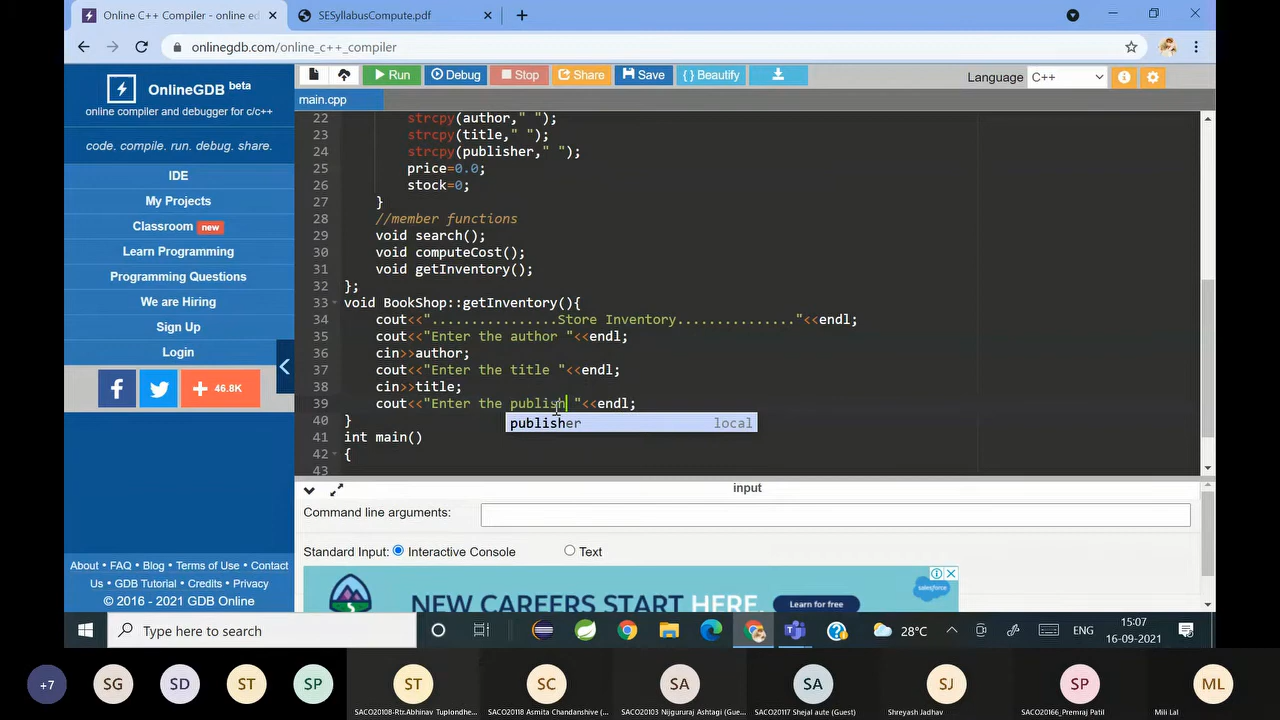 Online C++ Compiler - online ed
SESyllabusCompute.pdf
onlinegdb.com/online_c++_compiler
OnlineGDB beta
online compiler and debugger for c/c++
code. compile. run. debug. share.
IDE
My Projects
Classroom new
Learn Programming
Programming Questions
We are Hiring
Sign Up
Login
46.8K
About • FAQ • Blog • Terms of Use • Contact
Us • GDB Tutorial • Credits • Privacy
© 2016 - 2021 GDB Online
Run
Debug
Stop
Share
Save
{ } Beautify
Language C++
main.cpp
22 strcpy(author," ");
23 strcpy(title," ");
24 strcpy(publisher," ");
25 price=0.0;
26 stock=0;
27 }
28 //member functions
29 void search();
30 void computeCost();
31 void getInventory();
32 };
33 void BookShop::getInventory(){
34 cout<<"................Store Inventory..............."<<endl;
35 cout<<"Enter the author "<<endl;
36 cin>>author;
37 cout<<"Enter the title "<<endl;
38 cin>>title;
39 cout<<"Enter the publish "<<endl;
40 }
publisher local
41 int main()
42 {
43
input
Command line arguments:
Standard Input: Interactive Console Text
NEW CAREERS START HERE.
Learn for free
salesforce
Type here to search
28°C
ENG
15:07
16-09-2021
+7
SG
SD
ST
SP
ST
SC
SA
SA
SJ
SP
ML
SACO20108-Rtr.Abhinav Tuplondhe...
SACO20118 Asmita Chandanshive (...
SACO20103 Nijgururaj Ashtagi (Gue...
SACO20117 Shejal aute (Guest)
Shreyash Jadhav
SACO20166_Premraj Patil
Mili Lal